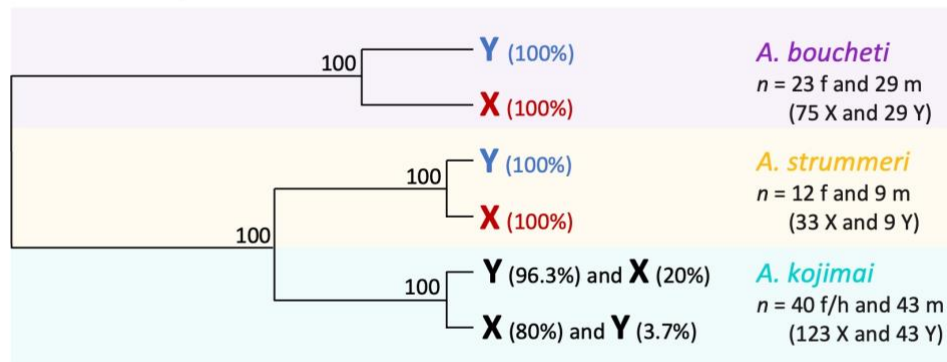 100
Y (100%)
X (100%)
A. boucheti
n = 23 f and 29 m
(75 X and 29 Y)
100
100
Y (100%)
X (100%)
A. strummeri
n = 12 f and 9 m
(33 X and 9 Y)
100
Y (96.3%) and X (20%)
X (80%) and Y (3.7%)
A. kojimai
n = 40 f/h and 43 m
(123 X and 43 Y)